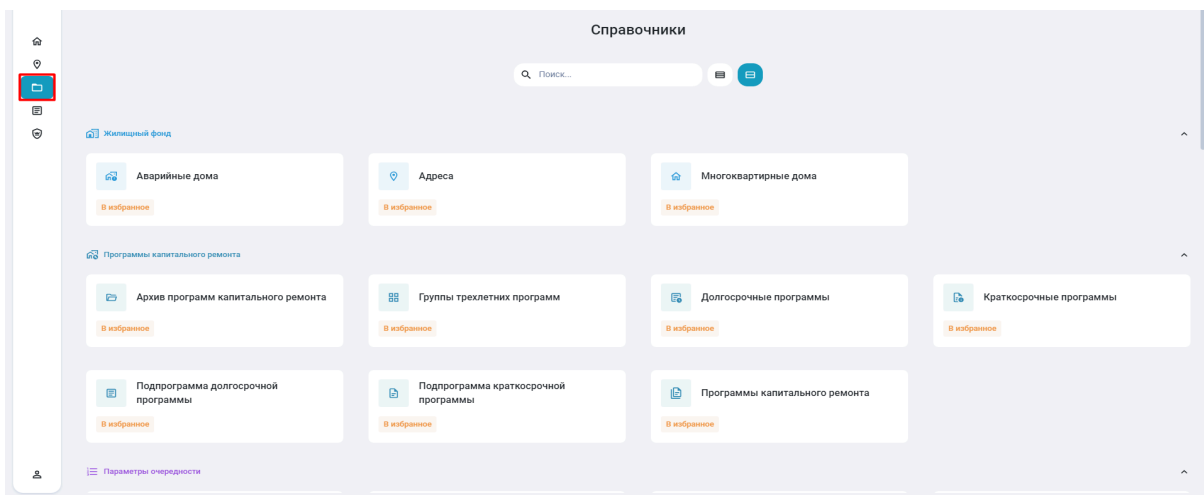 Справочники
Поиск...
Жилищный фонд
Аварийные дома
Адреса
Многоквартирные дома
В избранное
В избранное
В избранное
Программы капитального ремонта
Архив программ капитального ремонта
Группы трехлетних программ
Долгосрочные программы
Краткосрочные программы
В избранное
В избранное
В избранное
В избранное
Подпрограмма долгосрочной
программы
Подпрограмма краткосрочной
программы
Программы капитального ремонта
В избранное
В избранное
В избранное
Параметры очередности